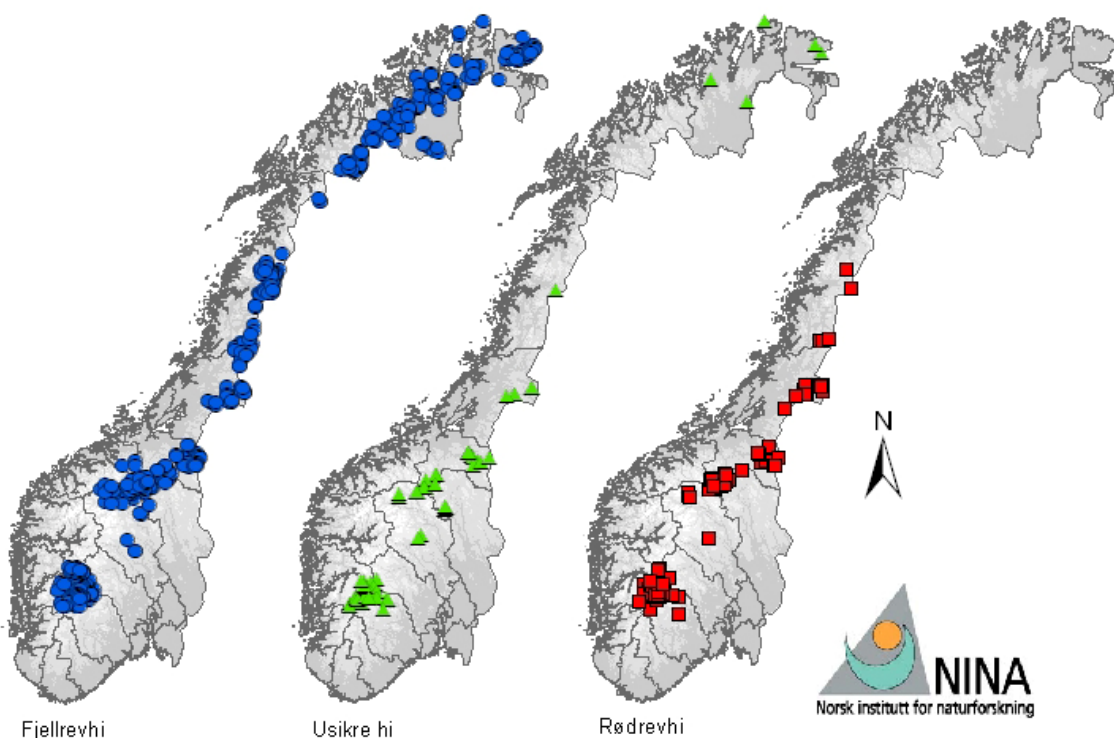 N
NINA
Norsk institutt for naturforskning
Fjellrevhi
Usikre hi
Rødrevhi